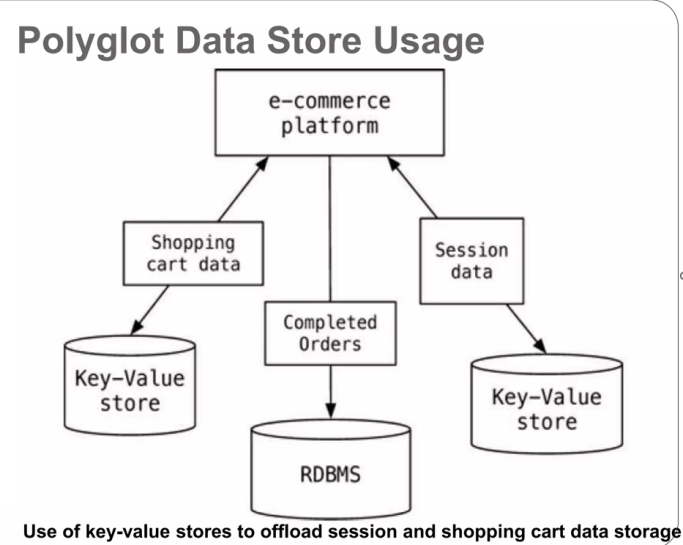 Polyglot Data Store Usage
e-commerce
platform
Shopping
cart data
Session
data
Completed
Orders
Key-Value
store
Key-Value
store
RDBMS
Use of key-value stores to offload session and shopping cart data storage